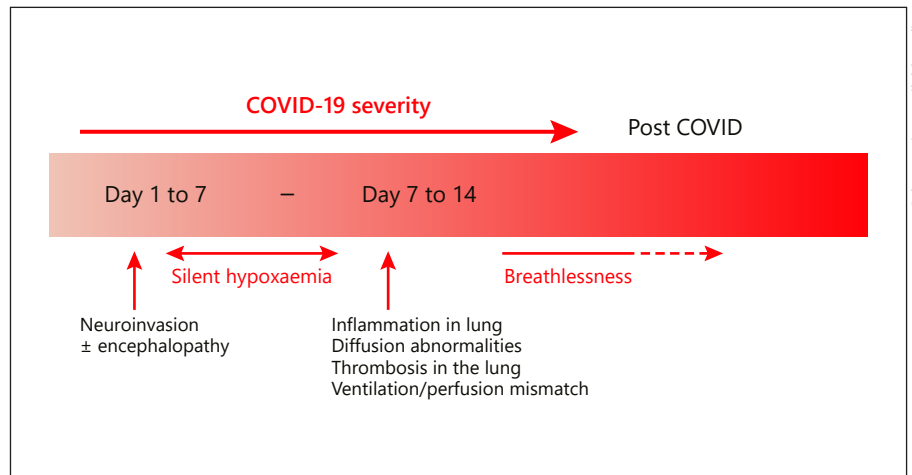 COVID-19 severity
Post COVID
Day 1 to 7 – Day 7 to 14
Silent hypoxaemia
Breathlessness
Neuroinvasion
± encephalopathy
Inflammation in lung
Diffusion abnormalities
Thrombosis in the lung
Ventilation/perfusion mismatch